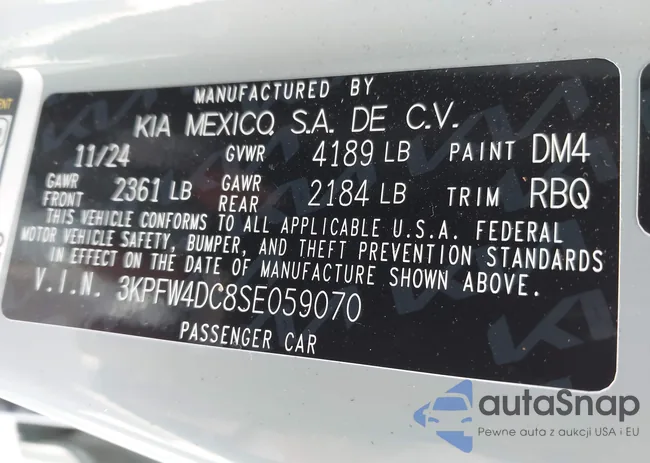 MANUFACTURED BY
KIA MEXICO, S.A. DE C.V.
11/24 GVWR 4189 LB PAINT DM4
GAWR FRONT 2361 LB GAWR REAR 2184 LB TRIM RBQ
THIS VEHICLE CONFORMS TO ALL APPLICABLE U.S.A. FEDERAL
MOTOR VEHICLE SAFETY, BUMPER, AND THEFT PREVENTION STANDARDS
IN EFFECT ON THE DATE OF MANUFACTURE SHOWN ABOVE.
V.I.N. 3KPFW4DC8SE059070
PASSENGER CAR
autoSnap
Pewne auta z aukcji USA i EU